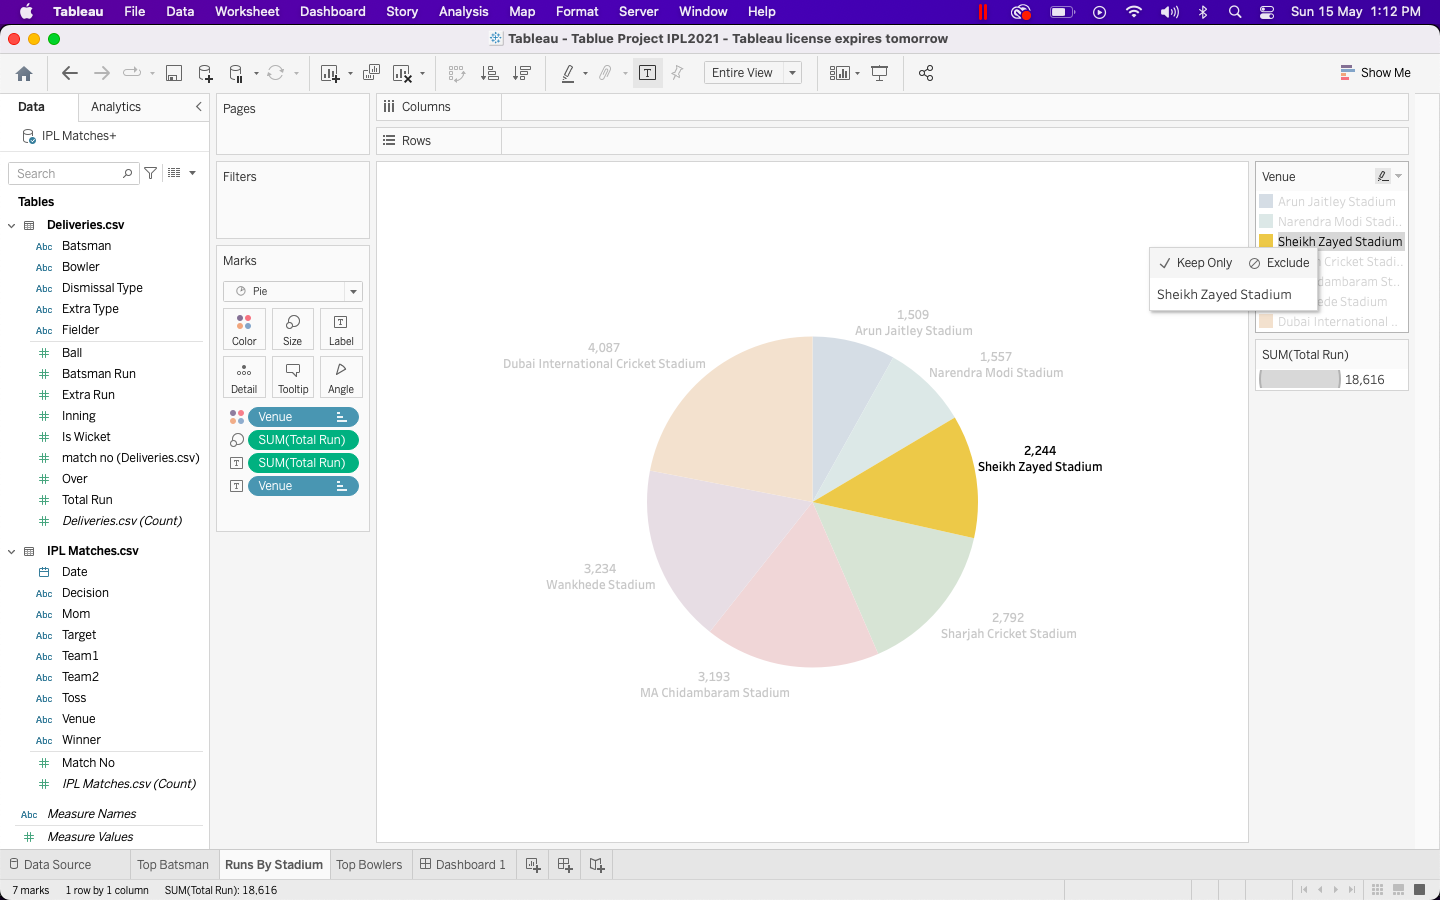 Tableau File Data Worksheet Dashboard Story Analysis Map Format Server Window Help Sun 15 May 1:12 PM
Tableau - Tablue Project IPL2021 - Tableau license expires tomorrow
Entire View
Show Me
Data Analytics
IPL Matches+
Search
Tables
Deliveries.csv
Abc Batsman
Abc Bowler
Abc Dismissal Type
Abc Extra Type
Abc Fielder
Ball
Batsman Run
Extra Run
Inning
Is Wicket
match no (Deliveries.csv)
Over
Total Run
Deliveries.csv (Count)
IPL Matches.csv
Date
Abc Decision
Abc Mom
Abc Target
Abc Team1
Abc Team2
Abc Toss
Abc Venue
Abc Winner
Match No
IPL Matches.csv (Count)
Abc Measure Names
Measure Values
Pages
Filters
Marks
Pie
Color Size Label
Detail Tooltip Angle
Venue
SUM(Total Run)
SUM(Total Run)
Venue
Columns
Rows
1,509
Arun Jaitley Stadium
1,557
Narendra Modi Stadium
2,244
Sheikh Zayed Stadium
2,792
Sharjah Cricket Stadium
3,193
MA Chidambaram Stadium
3,234
Wankhede Stadium
4,087
Dubai International Cricket Stadium
Venue
Arun Jaitley Stadium
Narendra Modi Stadi..
Sheikh Zayed Stadium
Cricket Stadi..
Dubai International ..
Keep Only Exclude
Sheikh Zayed Stadium
SUM(Total Run)
18,616
Data Source Top Batsman Runs By Stadium Top Bowlers Dashboard 1
7 marks 1 row by 1 column SUM(Total Run): 18,616